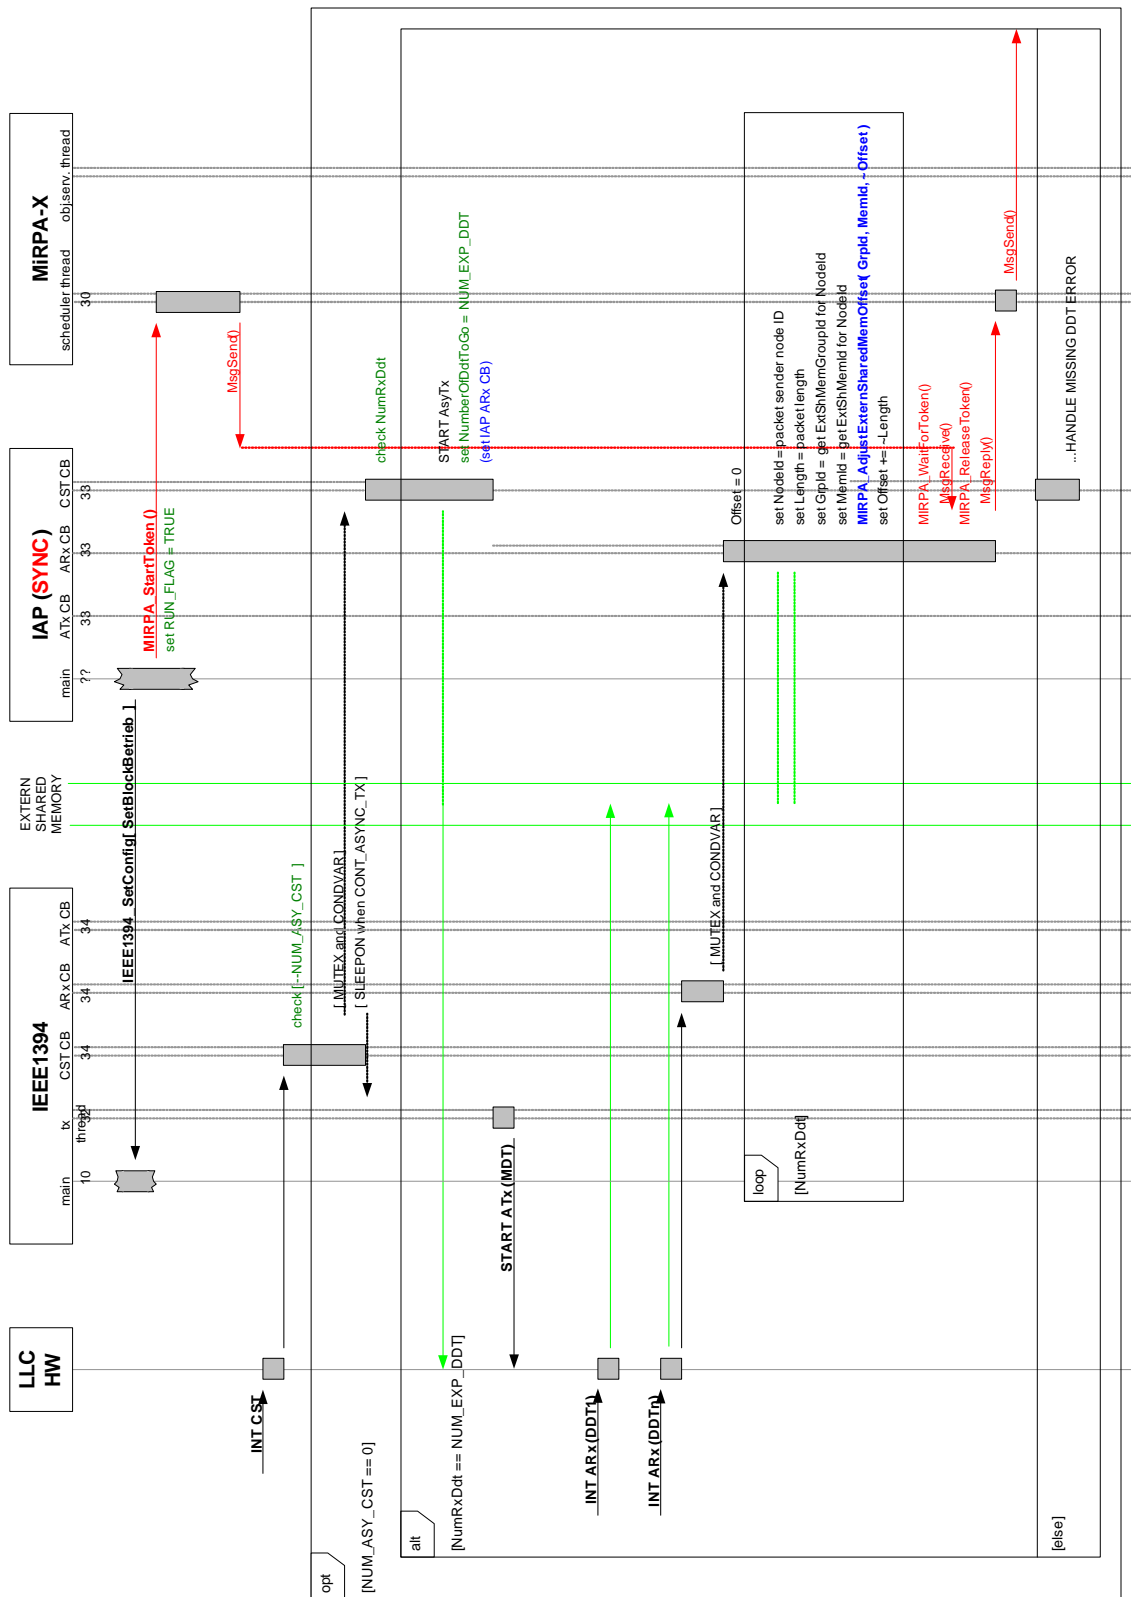 LLC
HW
IEEE1394
main
tx
thread
CST CB
ARx CB
ATx CB
10
32
34
34
34
EXTERN
SHARED
MEMORY
IAP (SYNC)
main
ATx CB
ARx CB
CST CB
??
33
33
33
MiRPA-X
scheduler thread
obj.serv. thread
30
IEEE1394_SetConfig[ SetBlockBetrieb ]
MIRPA_StartToken ()
set RUN_FLAG = TRUE
MsgSend()
INT CST
check [--NUM_ASY_CST ]
opt
[NUM_ASY_CST == 0]
[ MUTEX and CONDVAR ]
[ SLEEPON when CONT_ASYNC_TX ]
check NumRxDdt
alt
[NumRxDdt == NUM_EXP_DDT]
START AsyTx
set NumberOfDdtToGo = NUM_EXP_DDT
(set IAP ARx CB)
START ATx (MDT)
INT ARx (DDT1)
INT ARx (DDTn)
[ MUTEX and CONDVAR ]
Offset = 0
loop
[NumRxDdt]
set NodeId = packet sender node ID
set Length = packet length
set GrpId = get ExtShMemGroupId for NodeId
set MemId = get ExtShMemId for NodeId
MIRPA_AdjustExternSharedMemOffset( GrpId, MemId, ~Offset )
set Offset += ~Length
MIRPA_WaitForToken()
MsgReceive()
MIRPA_ReleaseToken()
MsgReply()
MsgSend()
[else]
...HANDLE MISSING DDT ERROR